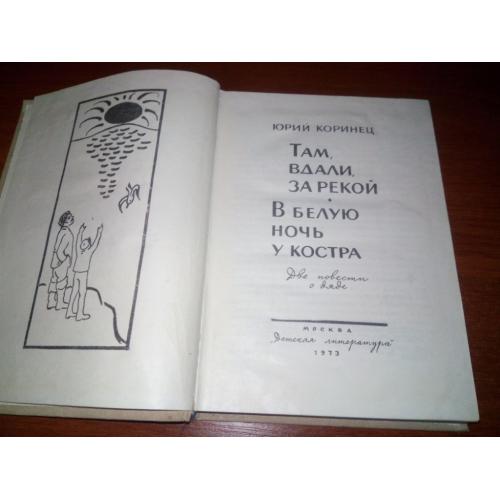 ЮРИЙ КОРИНЕЦ
ТАМ,
ВДАЛИ,
ЗА РЕКОЙ
•
В БЕЛУЮ
НОЧЬ
У КОСТРА
Две повести
о дяде
МОСКВА
„Детская литература"
1973